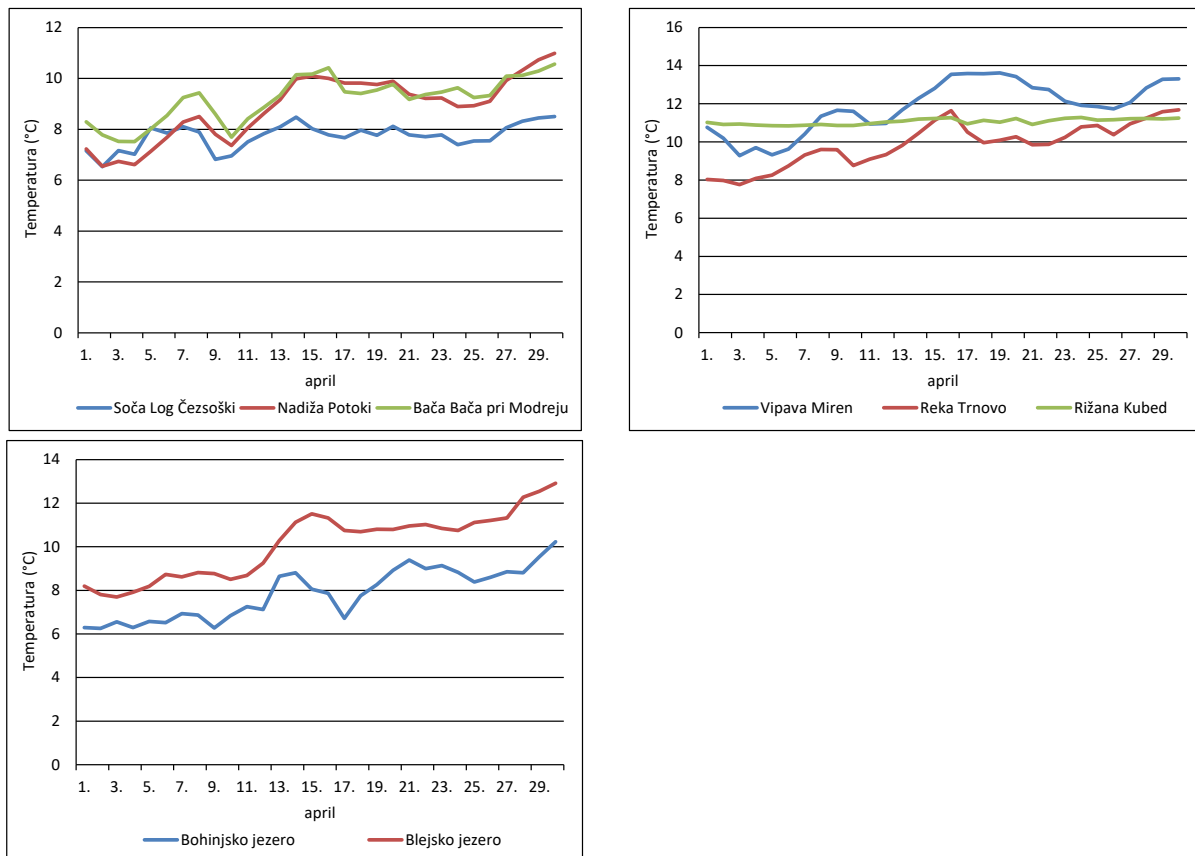 12
10
8
6
4
2
0
Temperatura (°C)
1. 3. 5. 7. 9. 11. 13. 15. 17. 19. 21. 23. 25. 27. 29.
april
Soča Log Čezsoški Nadiža Potoki Bača Bača pri Modreju
16
14
12
10
8
6
4
2
0
Temperatura (°C)
1. 3. 5. 7. 9. 11. 13. 15. 17. 19. 21. 23. 25. 27. 29.
april
Vipava Miren Reka Trnovo Rižana Kubed
14
12
10
8
6
4
2
0
Temperatura (°C)
1. 3. 5. 7. 9. 11. 13. 15. 17. 19. 21. 23. 25. 27. 29.
april
Bohinjsko jezero Blejsko jezero